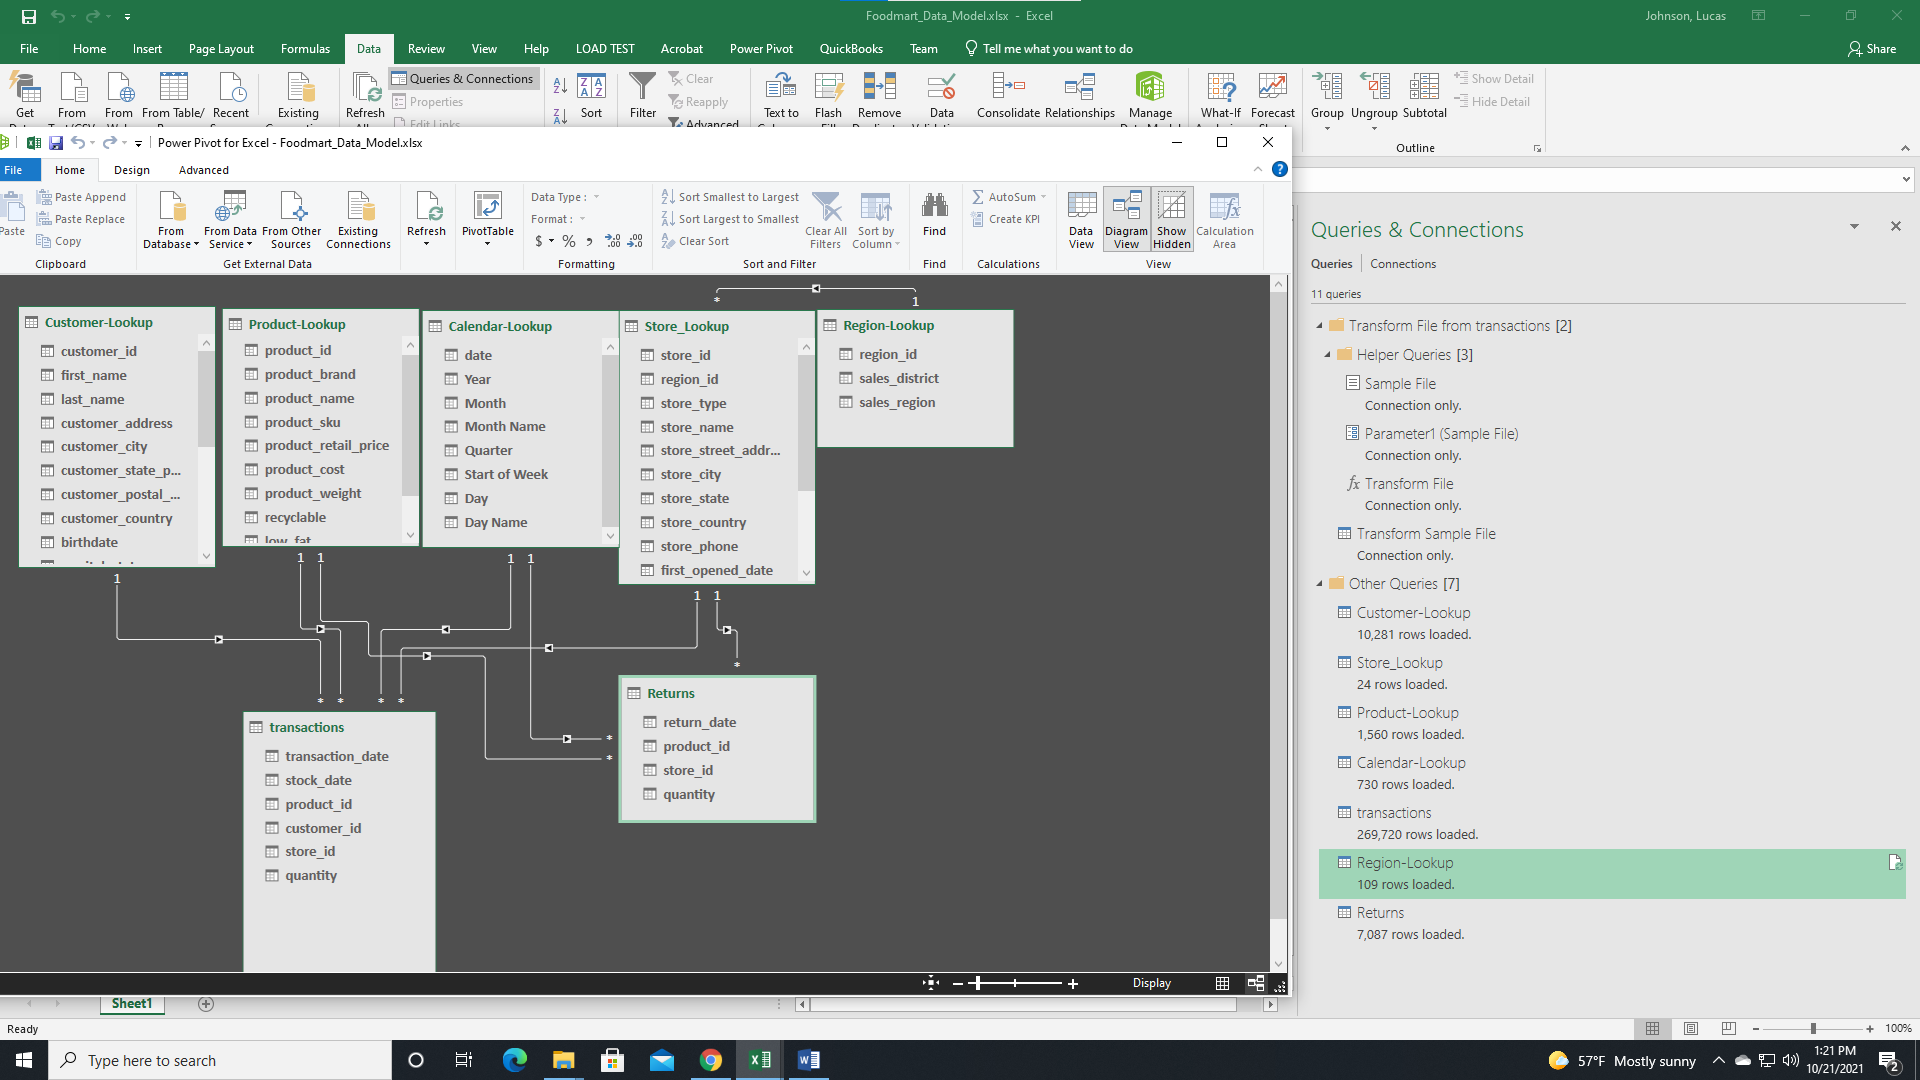 Foodmart_Data_Model.xlsx - Excel
Johnson, Lucas
File Home Insert Page Layout Formulas Data Review View Help LOAD TEST Acrobat Power Pivot QuickBooks Team Tell me what you want to do
Share
Get
From
From
From Table/
Recent
Existing
Refresh
Queries & Connections
Properties
Edit Links
Sort
Filter
Clear
Reapply
Advanced
Text to
Flash
Remove
Data
Consolidate
Relationships
Manage
What-If
Forecast
Group
Ungroup
Subtotal
Show Detail
Hide Detail
Outline
Power Pivot for Excel - Foodmart_Data_Model.xlsx
File Home Design Advanced
Paste
Paste Append
Paste Replace
Copy
Clipboard
From
Database
From Data
Service
From Other
Sources
Existing
Connections
Get External Data
Refresh
PivotTable
Data Type :
Format :
$ % ,
Formatting
Sort Smallest to Largest
Sort Largest to Smallest
Clear Sort
Clear All
Filters
Sort by
Column
Sort and Filter
Find
Find
AutoSum
Create KPI
Calculations
Data
View
Diagram
View
Show
Hidden
Calculation
Area
View
* 1
Customer-Lookup
customer_id
first_name
last_name
customer_address
customer_city
customer_state_p...
customer_postal_...
customer_country
birthdate
1
Product-Lookup
product_id
product_brand
product_name
product_sku
product_retail_price
product_cost
product_weight
recyclable
low_fat
1 1
Calendar-Lookup
date
Year
Month
Month Name
Quarter
Start of Week
Day
Day Name
1 1
Store_Lookup
store_id
region_id
store_type
store_name
store_street_addr...
store_city
store_state
store_country
store_phone
first_opened_date
1 1
Region-Lookup
region_id
sales_district
sales_region
* * * *
transactions
transaction_date
stock_date
product_id
customer_id
store_id
quantity
*
*
*
Returns
return_date
product_id
store_id
quantity
Display
Queries & Connections
Queries Connections
11 queries
Transform File from transactions [2]
Helper Queries [3]
Sample File
Connection only.
Parameter1 (Sample File)
Connection only.
fx Transform File
Connection only.
Transform Sample File
Connection only.
Other Queries [7]
Customer-Lookup
10,281 rows loaded.
Store_Lookup
24 rows loaded.
Product-Lookup
1,560 rows loaded.
Calendar-Lookup
730 rows loaded.
transactions
269,720 rows loaded.
Region-Lookup
109 rows loaded.
Returns
7,087 rows loaded.
Sheet1
Ready
100%
Type here to search
57°F Mostly sunny
1:21 PM
10/21/2021
2